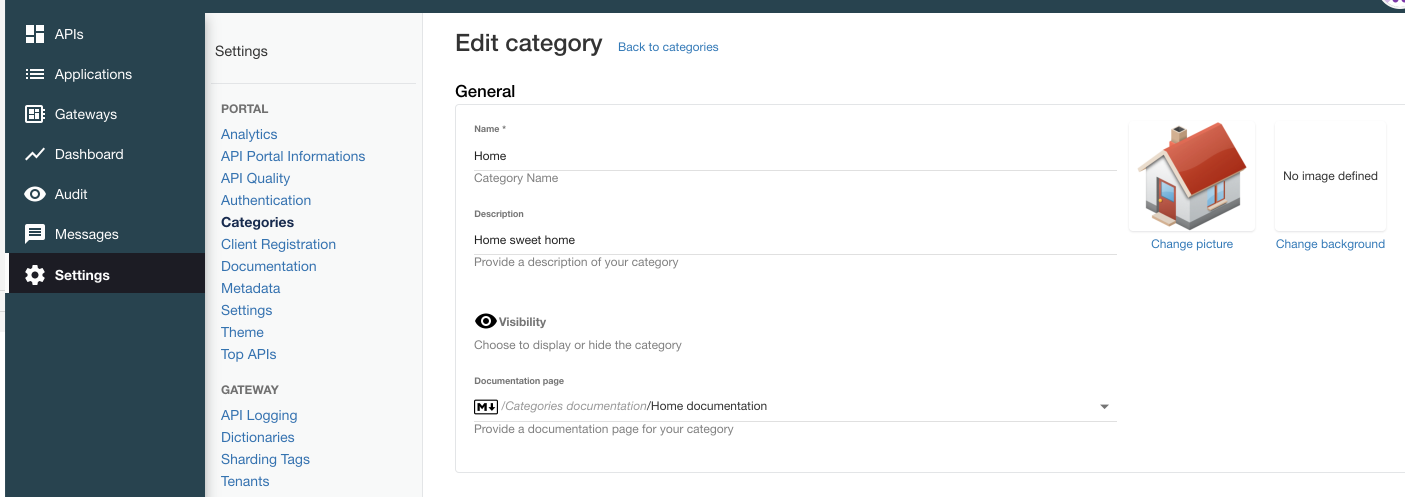 APIs
Applications
Gateways
Dashboard
Audit
Messages
Settings
Settings
PORTAL
Analytics
API Portal Informations
API Quality
Authentication
Categories
Client Registration
Documentation
Metadata
Settings
Theme
Top APIs
GATEWAY
API Logging
Dictionaries
Sharding Tags
Tenants
Edit category Back to categories
General
Name *
Home
Category Name
Description
Home sweet home
Provide a description of your category
Visibility
Choose to display or hide the category
Documentation page
M /Categories documentation/Home documentation
Provide a documentation page for your category
Change picture
No image defined
Change background